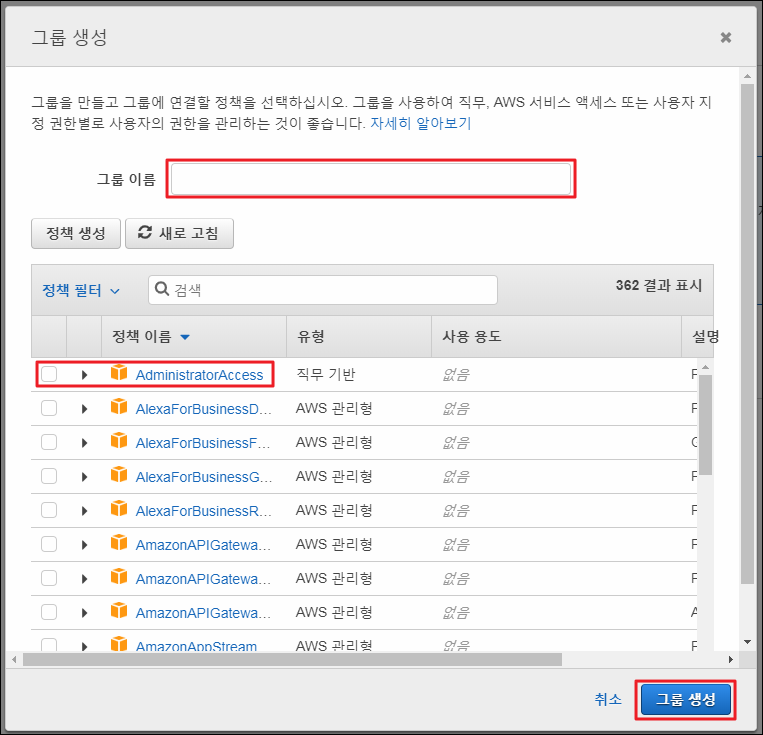 그룹 생성
그룹을 만들고 그룹에 연결할 정책을 선택하십시오. 그룹을 사용하여 직무, AWS 서비스 액세스 또는 사용자 지
정 권한별로 사용자의 권한을 관리하는 것이 좋습니다. 자세히 알아보기
그룹 이름
정책 생성 새로 고침
정책 필터 검색 362 결과 표시
정책 이름 유형 사용 용도 설명
AdministratorAccess 직무 기반 없음 F
AlexaForBusinessD... AWS 관리형 없음 F
AlexaForBusinessF... AWS 관리형 없음
AlexaForBusinessG... AWS 관리형 없음 F
AlexaForBusinessR... AWS 관리형 없음 F
AmazonAPIGatewa... AWS 관리형 없음 F
AmazonAPIGatewa... AWS 관리형 없음 F
AmazonAPIGatewa... AWS 관리형 없음 A
AmazonAppStream AWS 관리형 없음 F
취소 그룹 생성